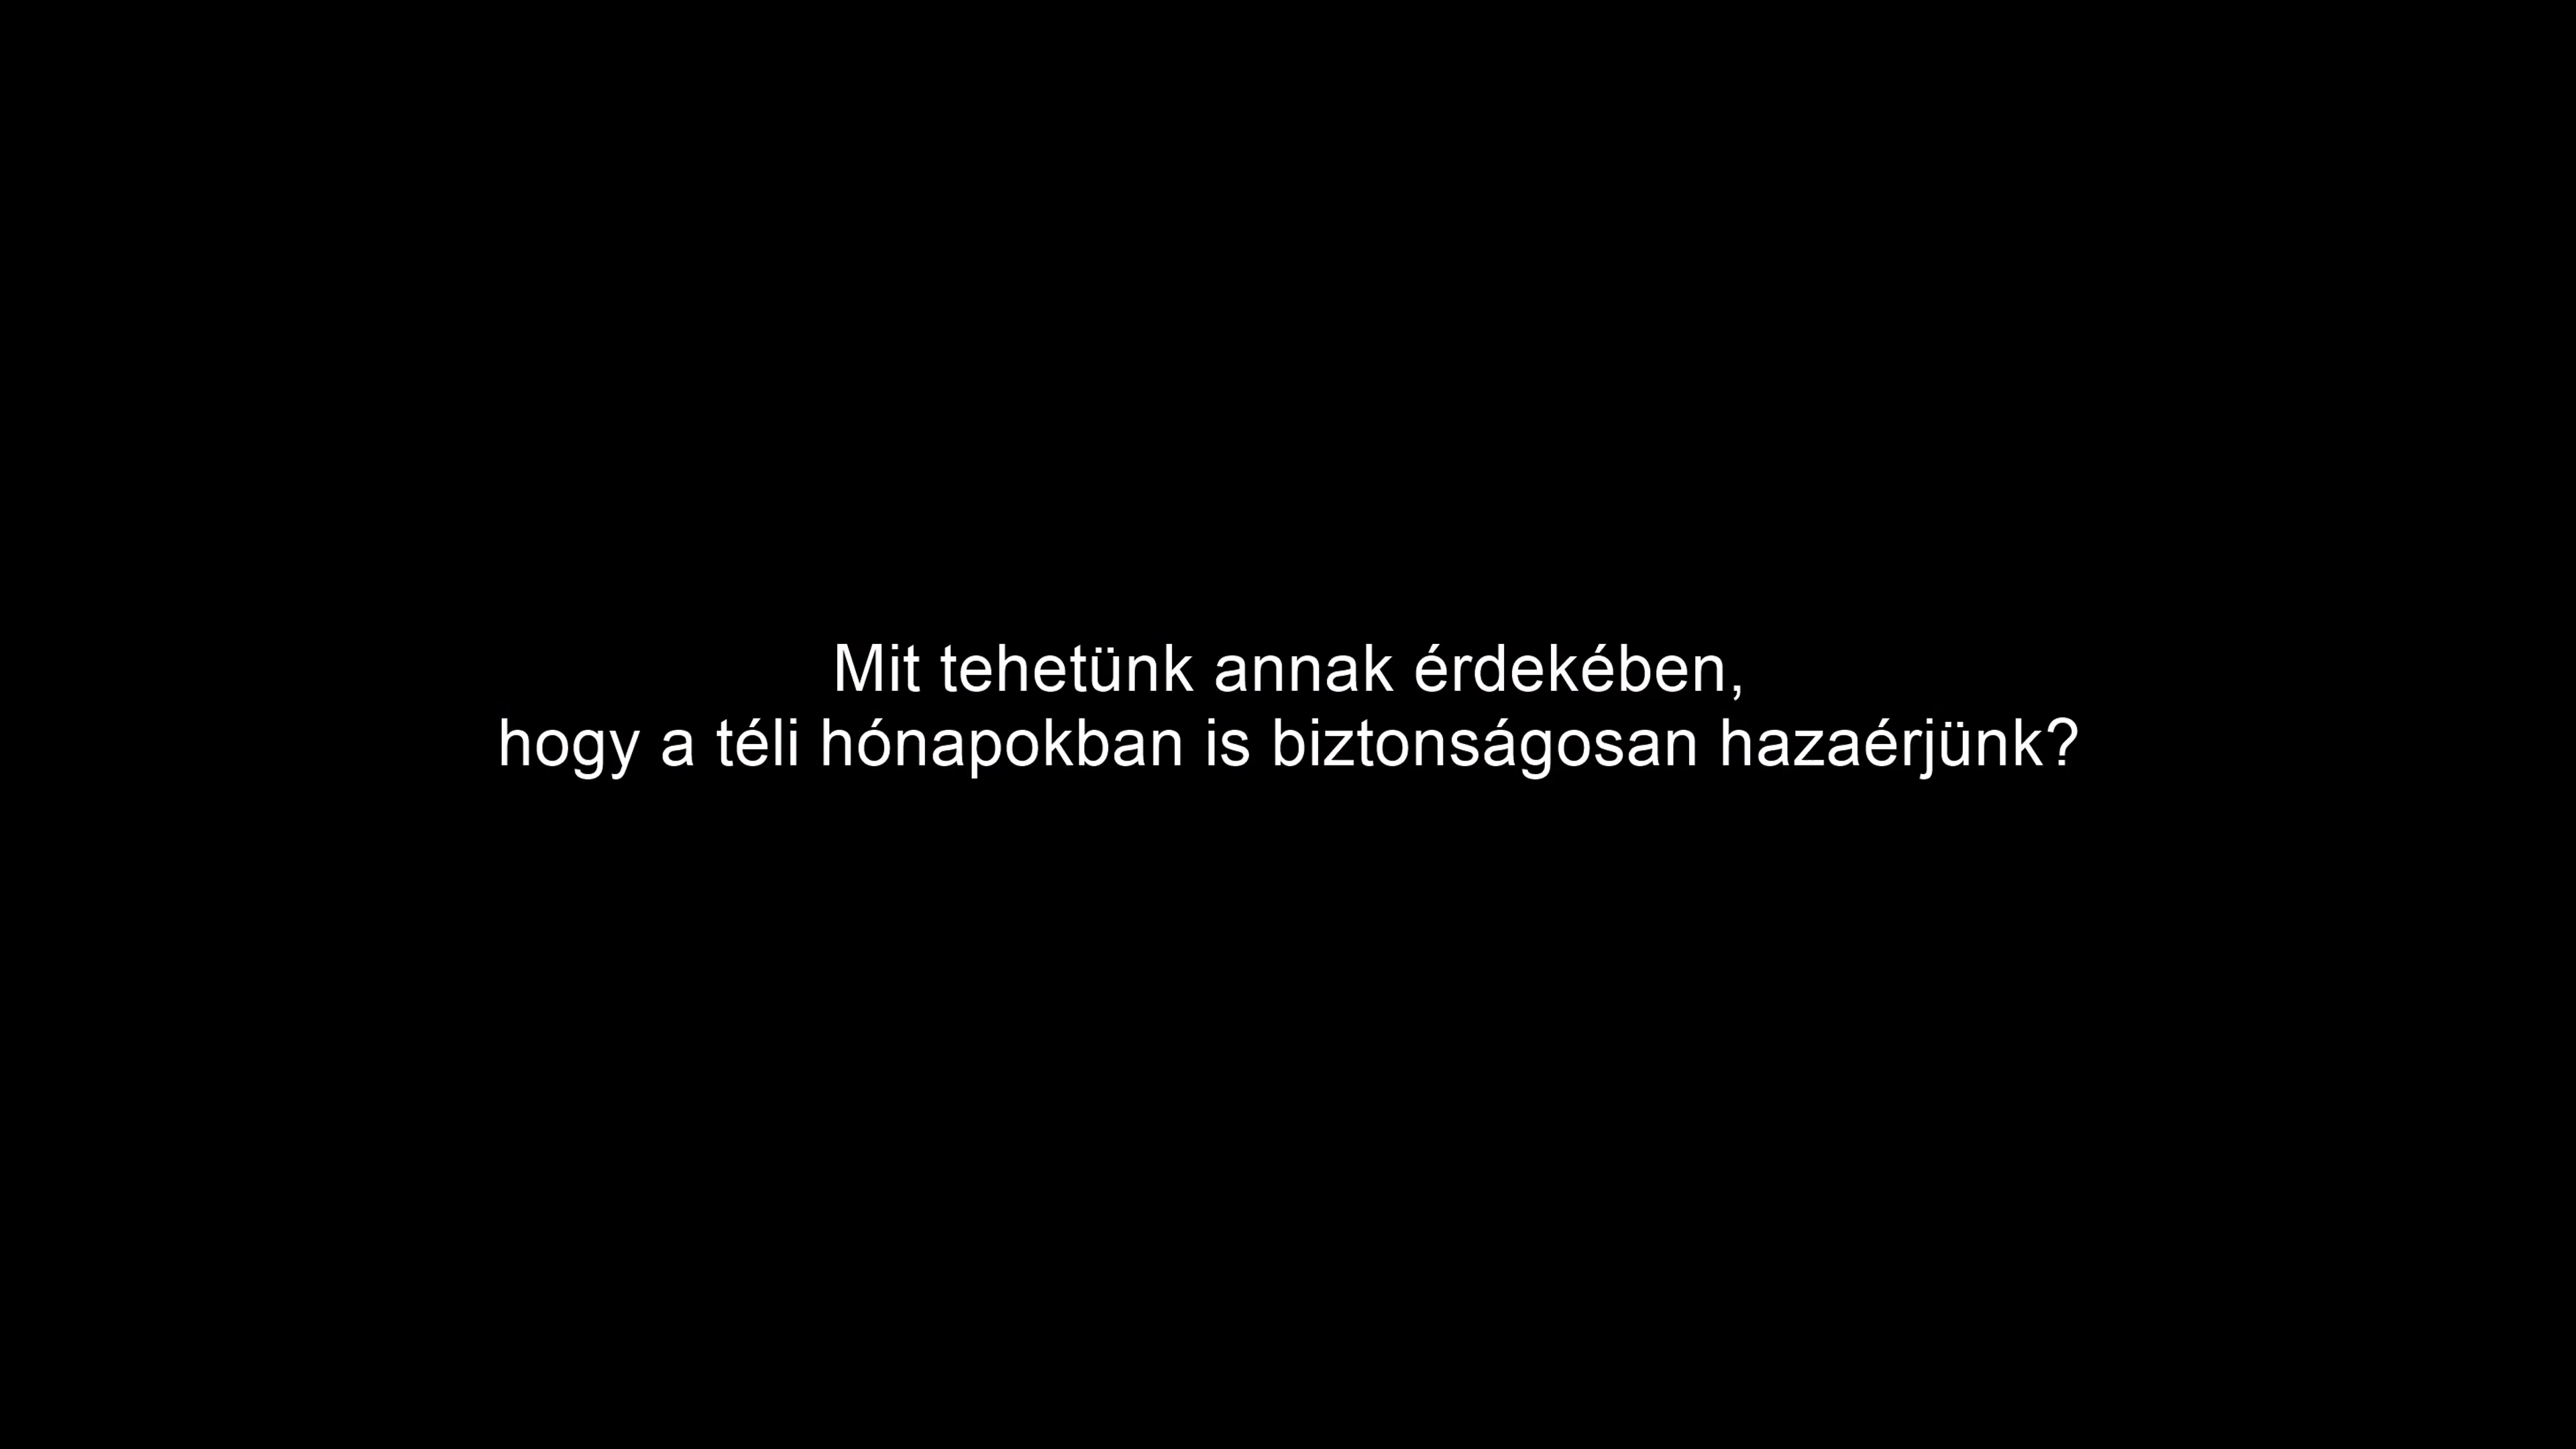 Mit tehetünk annak érdekében,
hogy a téli hónapokban is biztonságosan hazaérjünk?